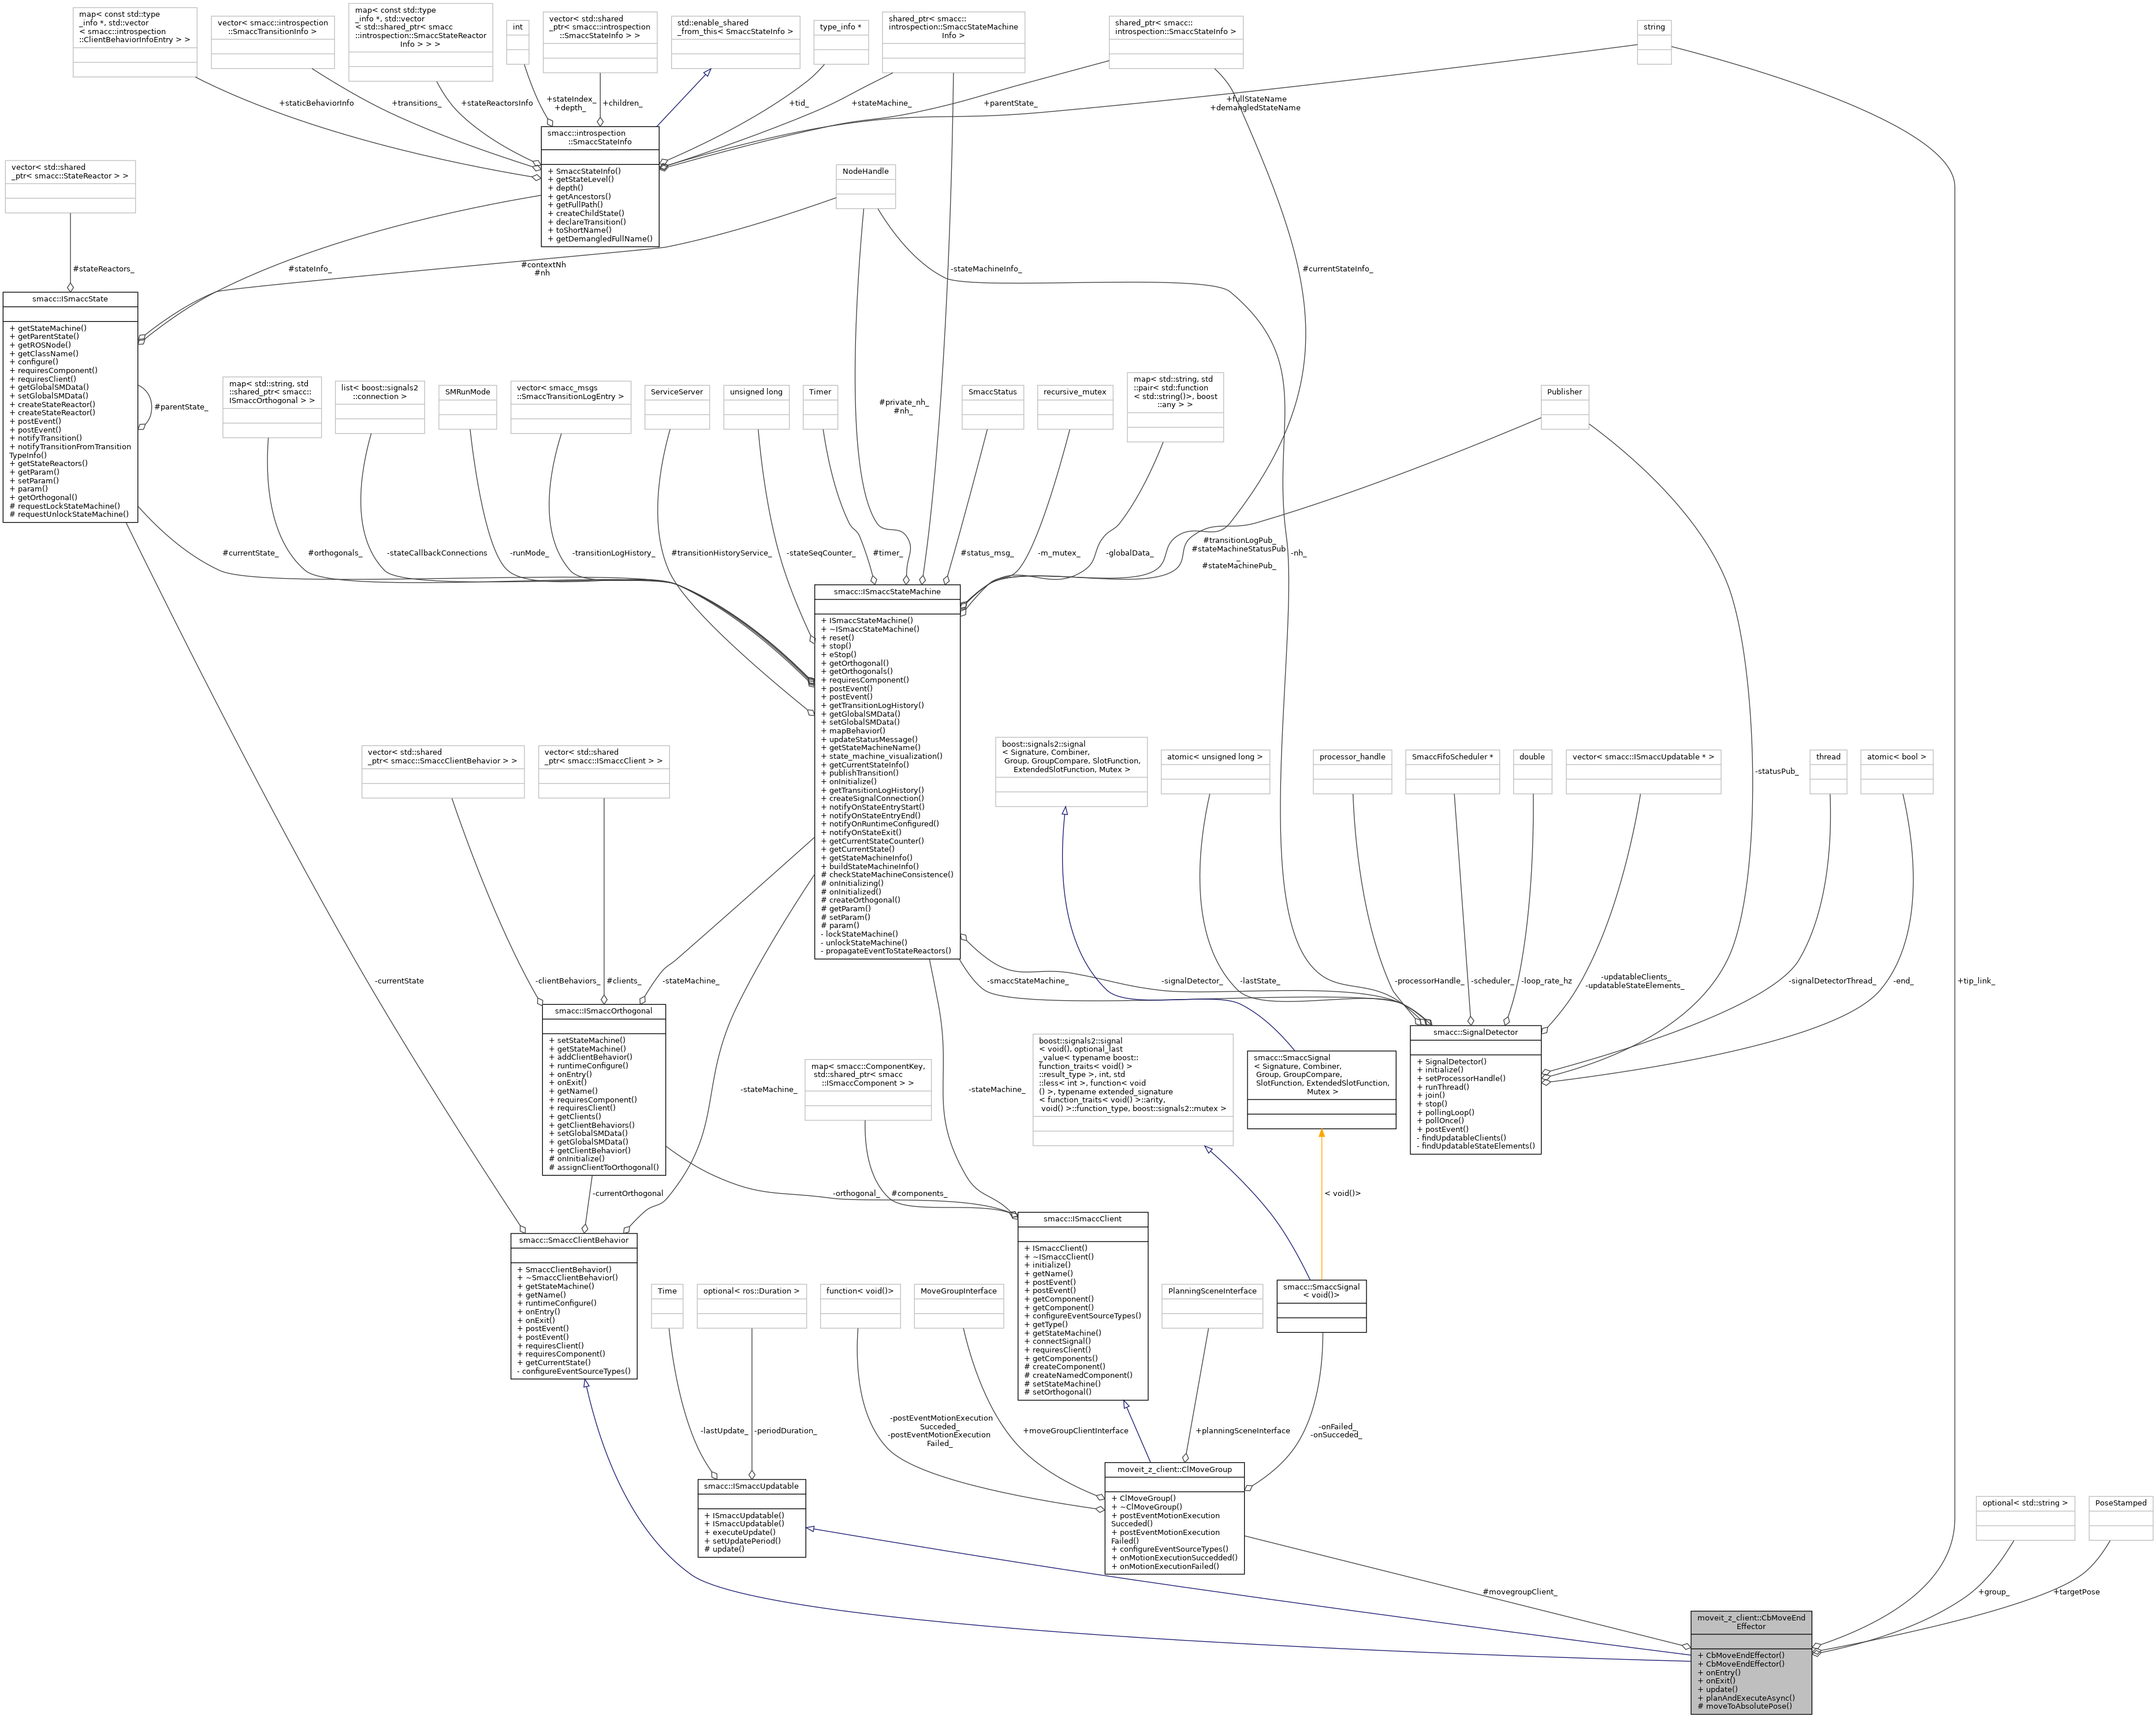 map< const std::type
_info *, std::vector
< smacc::introspection
::ClientBehaviorInfoEntry > >
vector< smacc::introspection
::SmaccTransitionInfo >
map< const std::type
_info *, std::vector
< std::shared_ptr< smacc
::introspection::SmaccStateReactor
Info > > >
int
vector< std::shared
_ptr< smacc::introspection
::SmaccStateInfo > >
std::enable_shared
_from_this< SmaccStateInfo >
type_info *
shared_ptr< smacc::
introspection::SmaccStateMachine
Info >
shared_ptr< smacc::
introspection::SmaccStateInfo >
string
+staticBehaviorInfo
+transitions_
+stateReactorsInfo
+stateIndex_
+depth_
+children_
+tid_
+stateMachine_
+parentState_
+fullStateName
+demangledStateName
smacc::introspection
::SmaccStateInfo
+ SmaccStateInfo()
+ getStateLevel()
+ depth()
+ getAncestors()
+ getFullPath()
+ createChildState()
+ declareTransition()
+ toShortName()
+ getDemangledFullName()
vector< std::shared
_ptr< smacc::StateReactor > >
NodeHandle
#stateReactors_
#stateInfo_
#contextNh
#nh
-stateMachineInfo_
#currentStateInfo_
smacc::ISmaccState
+ getStateMachine()
+ getParentState()
+ getROSNode()
+ getClassName()
+ configure()
+ requiresComponent()
+ requiresClient()
+ getGlobalSMData()
+ setGlobalSMData()
+ createStateReactor()
+ createStateReactor()
+ postEvent()
+ postEvent()
+ notifyTransition()
+ notifyTransitionFromTransition
TypeInfo()
+ getStateReactors()
+ getParam()
+ setParam()
+ param()
+ getOrthogonal()
# requestLockStateMachine()
# requestUnlockStateMachine()
#parentState_
map< std::string, std
::shared_ptr< smacc::
ISmaccOrthogonal > >
list< boost::signals2
::connection >
SMRunMode
vector< smacc_msgs
::SmaccTransitionLogEntry >
ServiceServer
unsigned long
Timer
#private_nh_
#nh_
SmaccStatus
recursive_mutex
map< std::string, std
::pair< std::function
< std::string()>, boost
::any > >
Publisher
#currentState_
#orthogonals_
-stateCallbackConnections
-runMode_
-transitionLogHistory_
#transitionHistoryService_
-stateSeqCounter_
#timer_
#status_msg_
-m_mutex_
-globalData_
#transitionLogPub_
#stateMachineStatusPub
_
#stateMachinePub_
-nh_
smacc::ISmaccStateMachine
+ ISmaccStateMachine()
+ ~ISmaccStateMachine()
+ reset()
+ stop()
+ eStop()
+ getOrthogonal()
+ getOrthogonals()
+ requiresComponent()
+ postEvent()
+ postEvent()
+ getTransitionLogHistory()
+ getGlobalSMData()
+ setGlobalSMData()
+ mapBehavior()
+ updateStatusMessage()
+ getStateMachineName()
+ state_machine_visualization()
+ getCurrentStateInfo()
+ publishTransition()
+ onInitialize()
+ getTransitionLogHistory()
+ createSignalConnection()
+ notifyOnStateEntryStart()
+ notifyOnStateEntryEnd()
+ notifyOnRuntimeConfigured()
+ notifyOnStateExit()
+ getCurrentStateCounter()
+ getCurrentState()
+ getStateMachineInfo()
+ buildStateMachineInfo()
# checkStateMachineConsistence()
# onInitializing()
# onInitialized()
# createOrthogonal()
# getParam()
# setParam()
# param()
- lockStateMachine()
- unlockStateMachine()
- propagateEventToStateReactors()
vector< std::shared
_ptr< smacc::SmaccClientBehavior > >
vector< std::shared
_ptr< smacc::ISmaccClient > >
boost::signals2::signal
< Signature, Combiner,
Group, GroupCompare, SlotFunction,
ExtendedSlotFunction, Mutex >
atomic< unsigned long >
processor_handle
SmaccFifoScheduler *
double
vector< smacc::ISmaccUpdatable * >
thread
atomic< bool >
-statusPub_
-currentState
-clientBehaviors_
#clients_
-stateMachine_
-smaccStateMachine_
-signalDetector_
-lastState_
-processorHandle_
-scheduler_
-loop_rate_hz
-updatableClients_
-updatableStateElements_
-signalDetectorThread_
-end_
+tip_link_
smacc::ISmaccOrthogonal
+ setStateMachine()
+ getStateMachine()
+ addClientBehavior()
+ runtimeConfigure()
+ onEntry()
+ onExit()
+ getName()
+ requiresComponent()
+ requiresClient()
+ getClients()
+ getClientBehaviors()
+ setGlobalSMData()
+ getGlobalSMData()
+ getClientBehavior()
# onInitialize()
# assignClientToOrthogonal()
smacc::SignalDetector
+ SignalDetector()
+ initialize()
+ setProcessorHandle()
+ runThread()
+ join()
+ stop()
+ pollingLoop()
+ pollOnce()
+ postEvent()
- findUpdatableClients()
- findUpdatableStateElements()
boost::signals2::signal
< void(), optional_last
_value< typename boost::
function_traits< void() >
::result_type >, int, std
::less< int >, function< void
() >, typename extended_signature
< function_traits< void() >::arity,
void() >::function_type, boost::signals2::mutex >
smacc::SmaccSignal
< Signature, Combiner,
Group, GroupCompare,
SlotFunction, ExtendedSlotFunction,
Mutex >
map< smacc::ComponentKey,
std::shared_ptr< smacc
::ISmaccComponent > >
-stateMachine_
-stateMachine_
-currentOrthogonal
-orthogonal_
#components_
< void()>
smacc::SmaccClientBehavior
+ SmaccClientBehavior()
+ ~SmaccClientBehavior()
+ getStateMachine()
+ getName()
+ runtimeConfigure()
+ onEntry()
+ onExit()
+ postEvent()
+ postEvent()
+ requiresClient()
+ requiresComponent()
+ getCurrentState()
- configureEventSourceTypes()
smacc::ISmaccClient
+ ISmaccClient()
+ ~ISmaccClient()
+ initialize()
+ getName()
+ postEvent()
+ postEvent()
+ getComponent()
+ getComponent()
+ configureEventSourceTypes()
+ getType()
+ getStateMachine()
+ connectSignal()
+ requiresClient()
+ getComponents()
# createComponent()
# createNamedComponent()
# setStateMachine()
# setOrthogonal()
Time
optional< ros::Duration >
function< void()>
MoveGroupInterface
PlanningSceneInterface
smacc::SmaccSignal
< void()>
-lastUpdate_
-periodDuration_
-postEventMotionExecution
Succeded_
-postEventMotionExecution
Failed_
+moveGroupClientInterface
+planningSceneInterface
-onFailed_
-onSucceded_
smacc::ISmaccUpdatable
+ ISmaccUpdatable()
+ ISmaccUpdatable()
+ executeUpdate()
+ setUpdatePeriod()
# update()
moveit_z_client::ClMoveGroup
+ ClMoveGroup()
+ ~ClMoveGroup()
+ postEventMotionExecution
Succeded()
+ postEventMotionExecution
Failed()
+ configureEventSourceTypes()
+ onMotionExecutionSuccedded()
+ onMotionExecutionFailed()
optional< std::string >
PoseStamped
#movegroupClient_
+group_
+targetPose
moveit_z_client::CbMoveEnd
Effector
+ CbMoveEndEffector()
+ CbMoveEndEffector()
+ onEntry()
+ onExit()
+ update()
+ planAndExecuteAsync()
# moveToAbsolutePose()